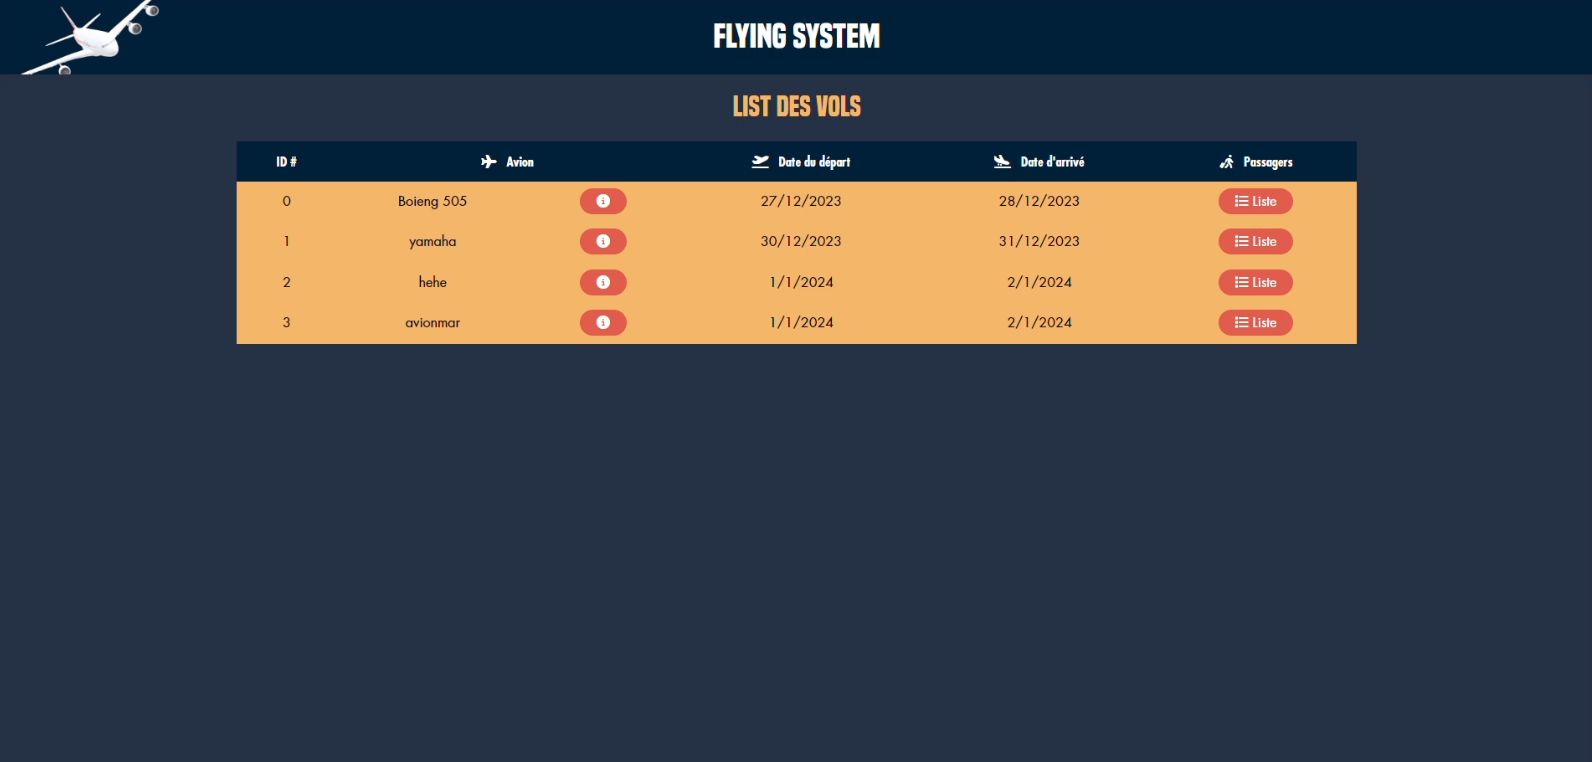 FLYING SYSTEM
LIST DES VOLS
ID # Avion Date du départ Date d'arrivé Passagers
0 Boieng 505 27/12/2023 28/12/2023 Liste
1 yamaha 30/12/2023 31/12/2023 Liste
2 hehe 1/1/2024 2/1/2024 Liste
3 avionmar 1/1/2024 2/1/2024 Liste